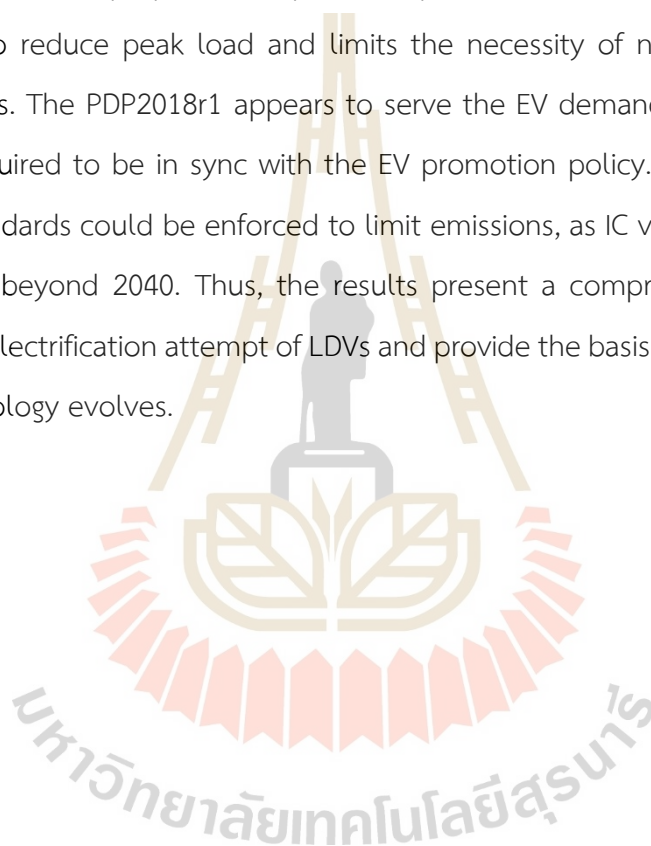 o reduce peak load and limits the necessity of n
s. The PDP2018r1 appears to serve the EV deman
uired to be in sync with the EV promotion policy.
ndards could be enforced to limit emissions, as IC v
beyond 2040. Thus, the results present a compr
lectrification attempt of LDVs and provide the basis
ology evolves.
มหาวิทยาลัยเทคโนโลยีสุรนารี